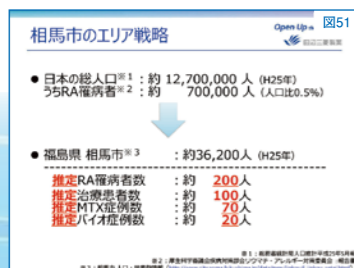 図51
相馬市のエリア戦略
Open Up
田辺三菱製薬
● 日本の総人口※1 : 約 12,700,000 人 (H25年)
うちRA罹病者※2 : 約 700,000 人 (人口比0.5%)
● 福島県 相馬市※3 : 約36,200人 (H25年)
推定RA罹病者数 : 約 200人
推定治療患者数 : 約 100人
推定MTX症例数 : 約 70人
推定バイオ症例数 : 約 20人